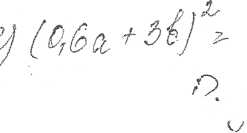 (0,6a + 3b)² =